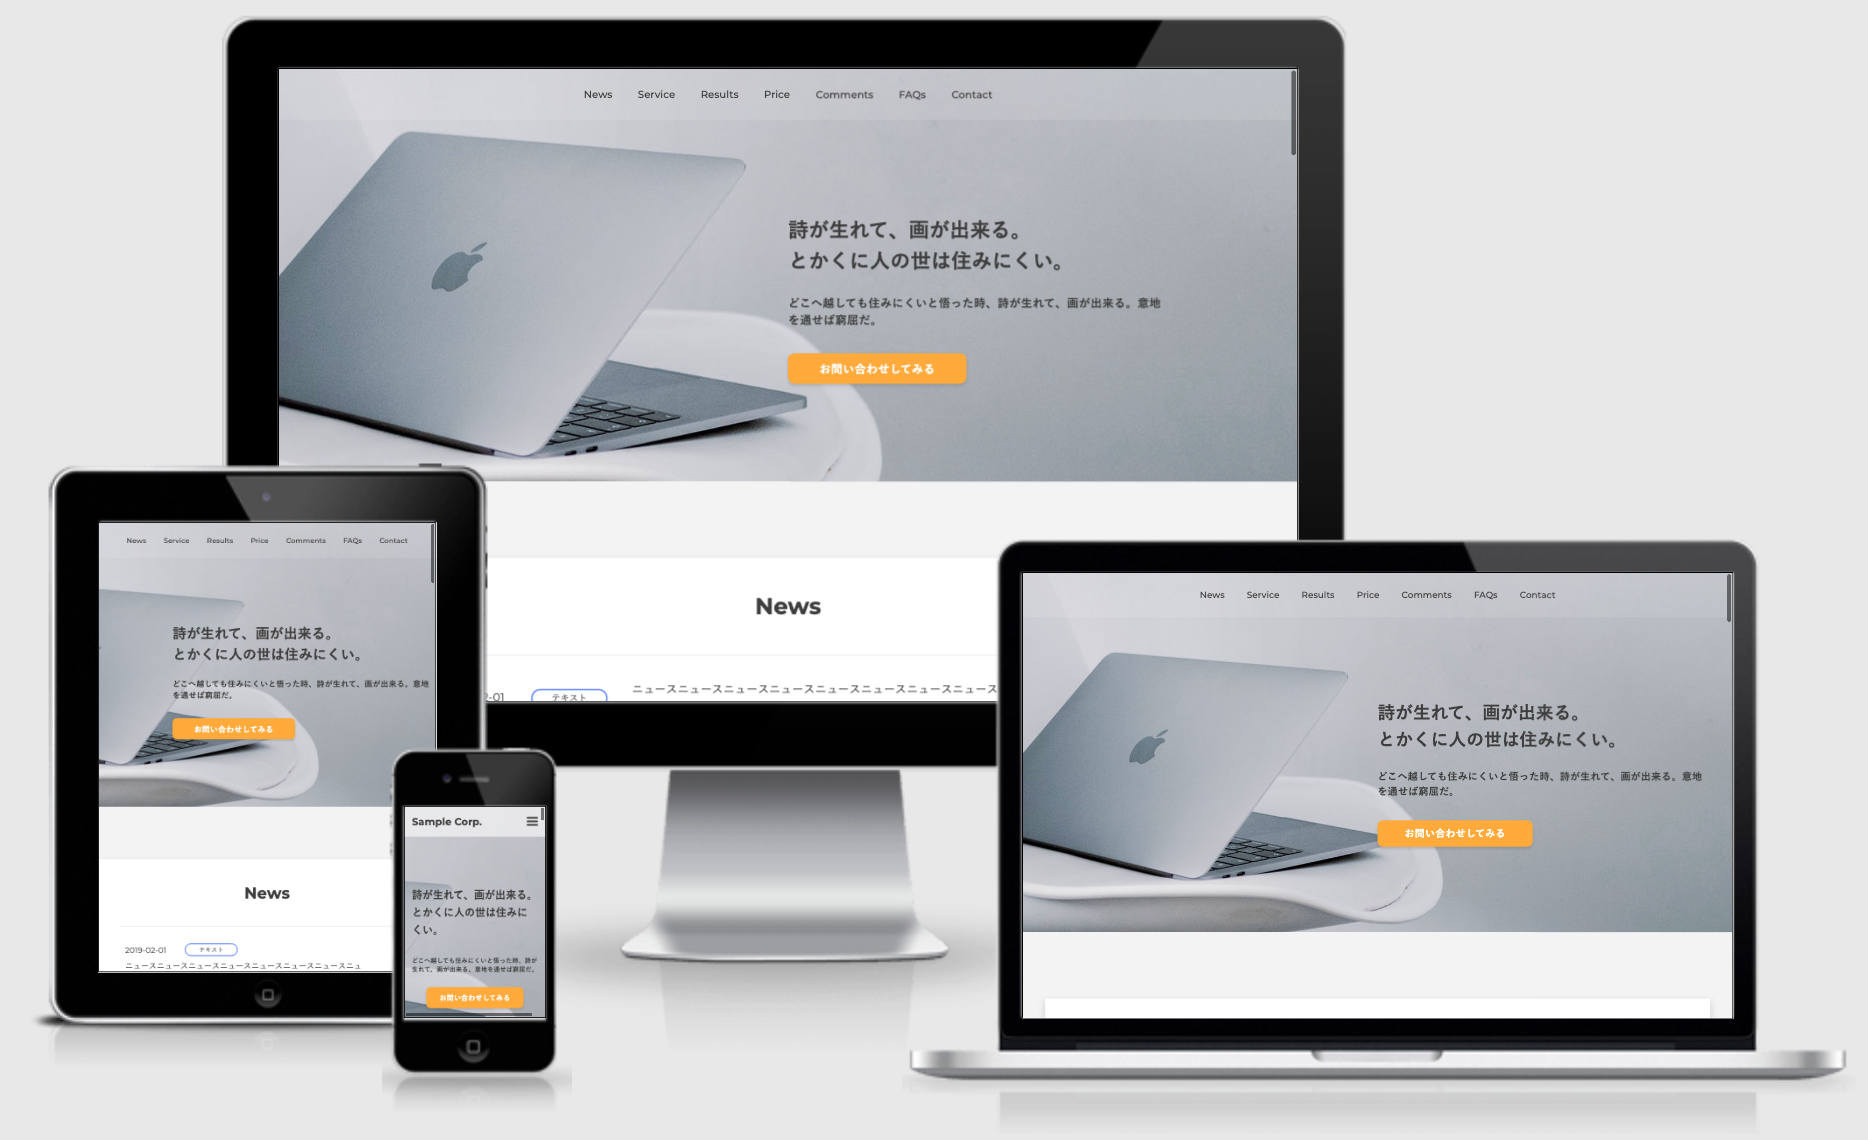 News Service Results Price Comments FAQs Contact
詩が生れて、画が出来る。
とかくに人の世は住みにくい。
どこへ越しても住みにくいと悟った時、詩が生れて、画が出来る。意地
を通せば窮屈だ。
お問い合わせしてみる
News
-01 テキスト ニュースニュースニュースニュースニュースニュースニュースニュース
News Service Results Price Comments FAQs Contact
詩が生れて、画が出来る。
とかくに人の世は住みにくい。
どこへ越しても住みにくいと悟った時、詩が生れて、画が出来る。意地
を通せば窮屈だ。
お問い合わせしてみる
News
2019-02-01 テキスト
ニュースニュースニュースニュースニュースニュースニュースニュ
Sample Corp.
詩が生れて、画が出来る。
とかくに人の世は住みに
くい。
どこへ越しても住みにくいと悟った時、詩が
生れて、画が出来る。意地を通せば窮屈だ。
お問い合わせしてみる
News Service Results Price Comments FAQs Contact
詩が生れて、画が出来る。
とかくに人の世は住みにくい。
どこへ越しても住みにくいと悟った時、詩が生れて、画が出来る。意地
を通せば窮屈だ。
お問い合わせしてみる